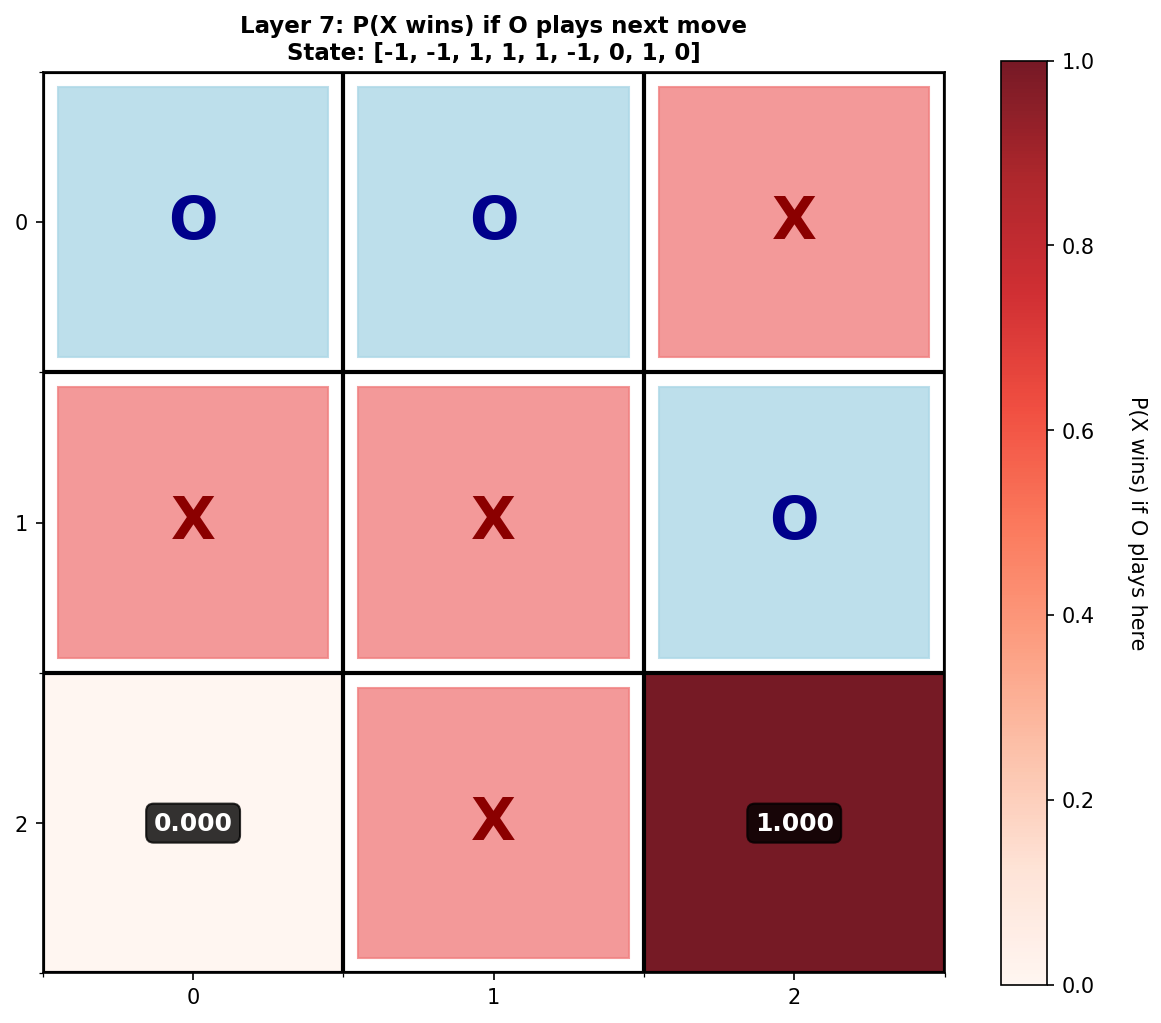 Layer 7: P(X wins) if O plays next move
State: [-1, -1, 1, 1, 1, -1, 0, 1, 0]
0
O
O
X
1
X
X
O
2
0.000
X
1.000
0
1
2
1.0
0.8
0.6
0.4
0.2
0.0
P(X wins) if O plays here